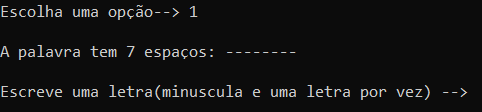 Escolha uma opção--> 1
A palavra tem 7 espaços: --------
Escreve uma letra(minuscula e uma letra por vez) -->